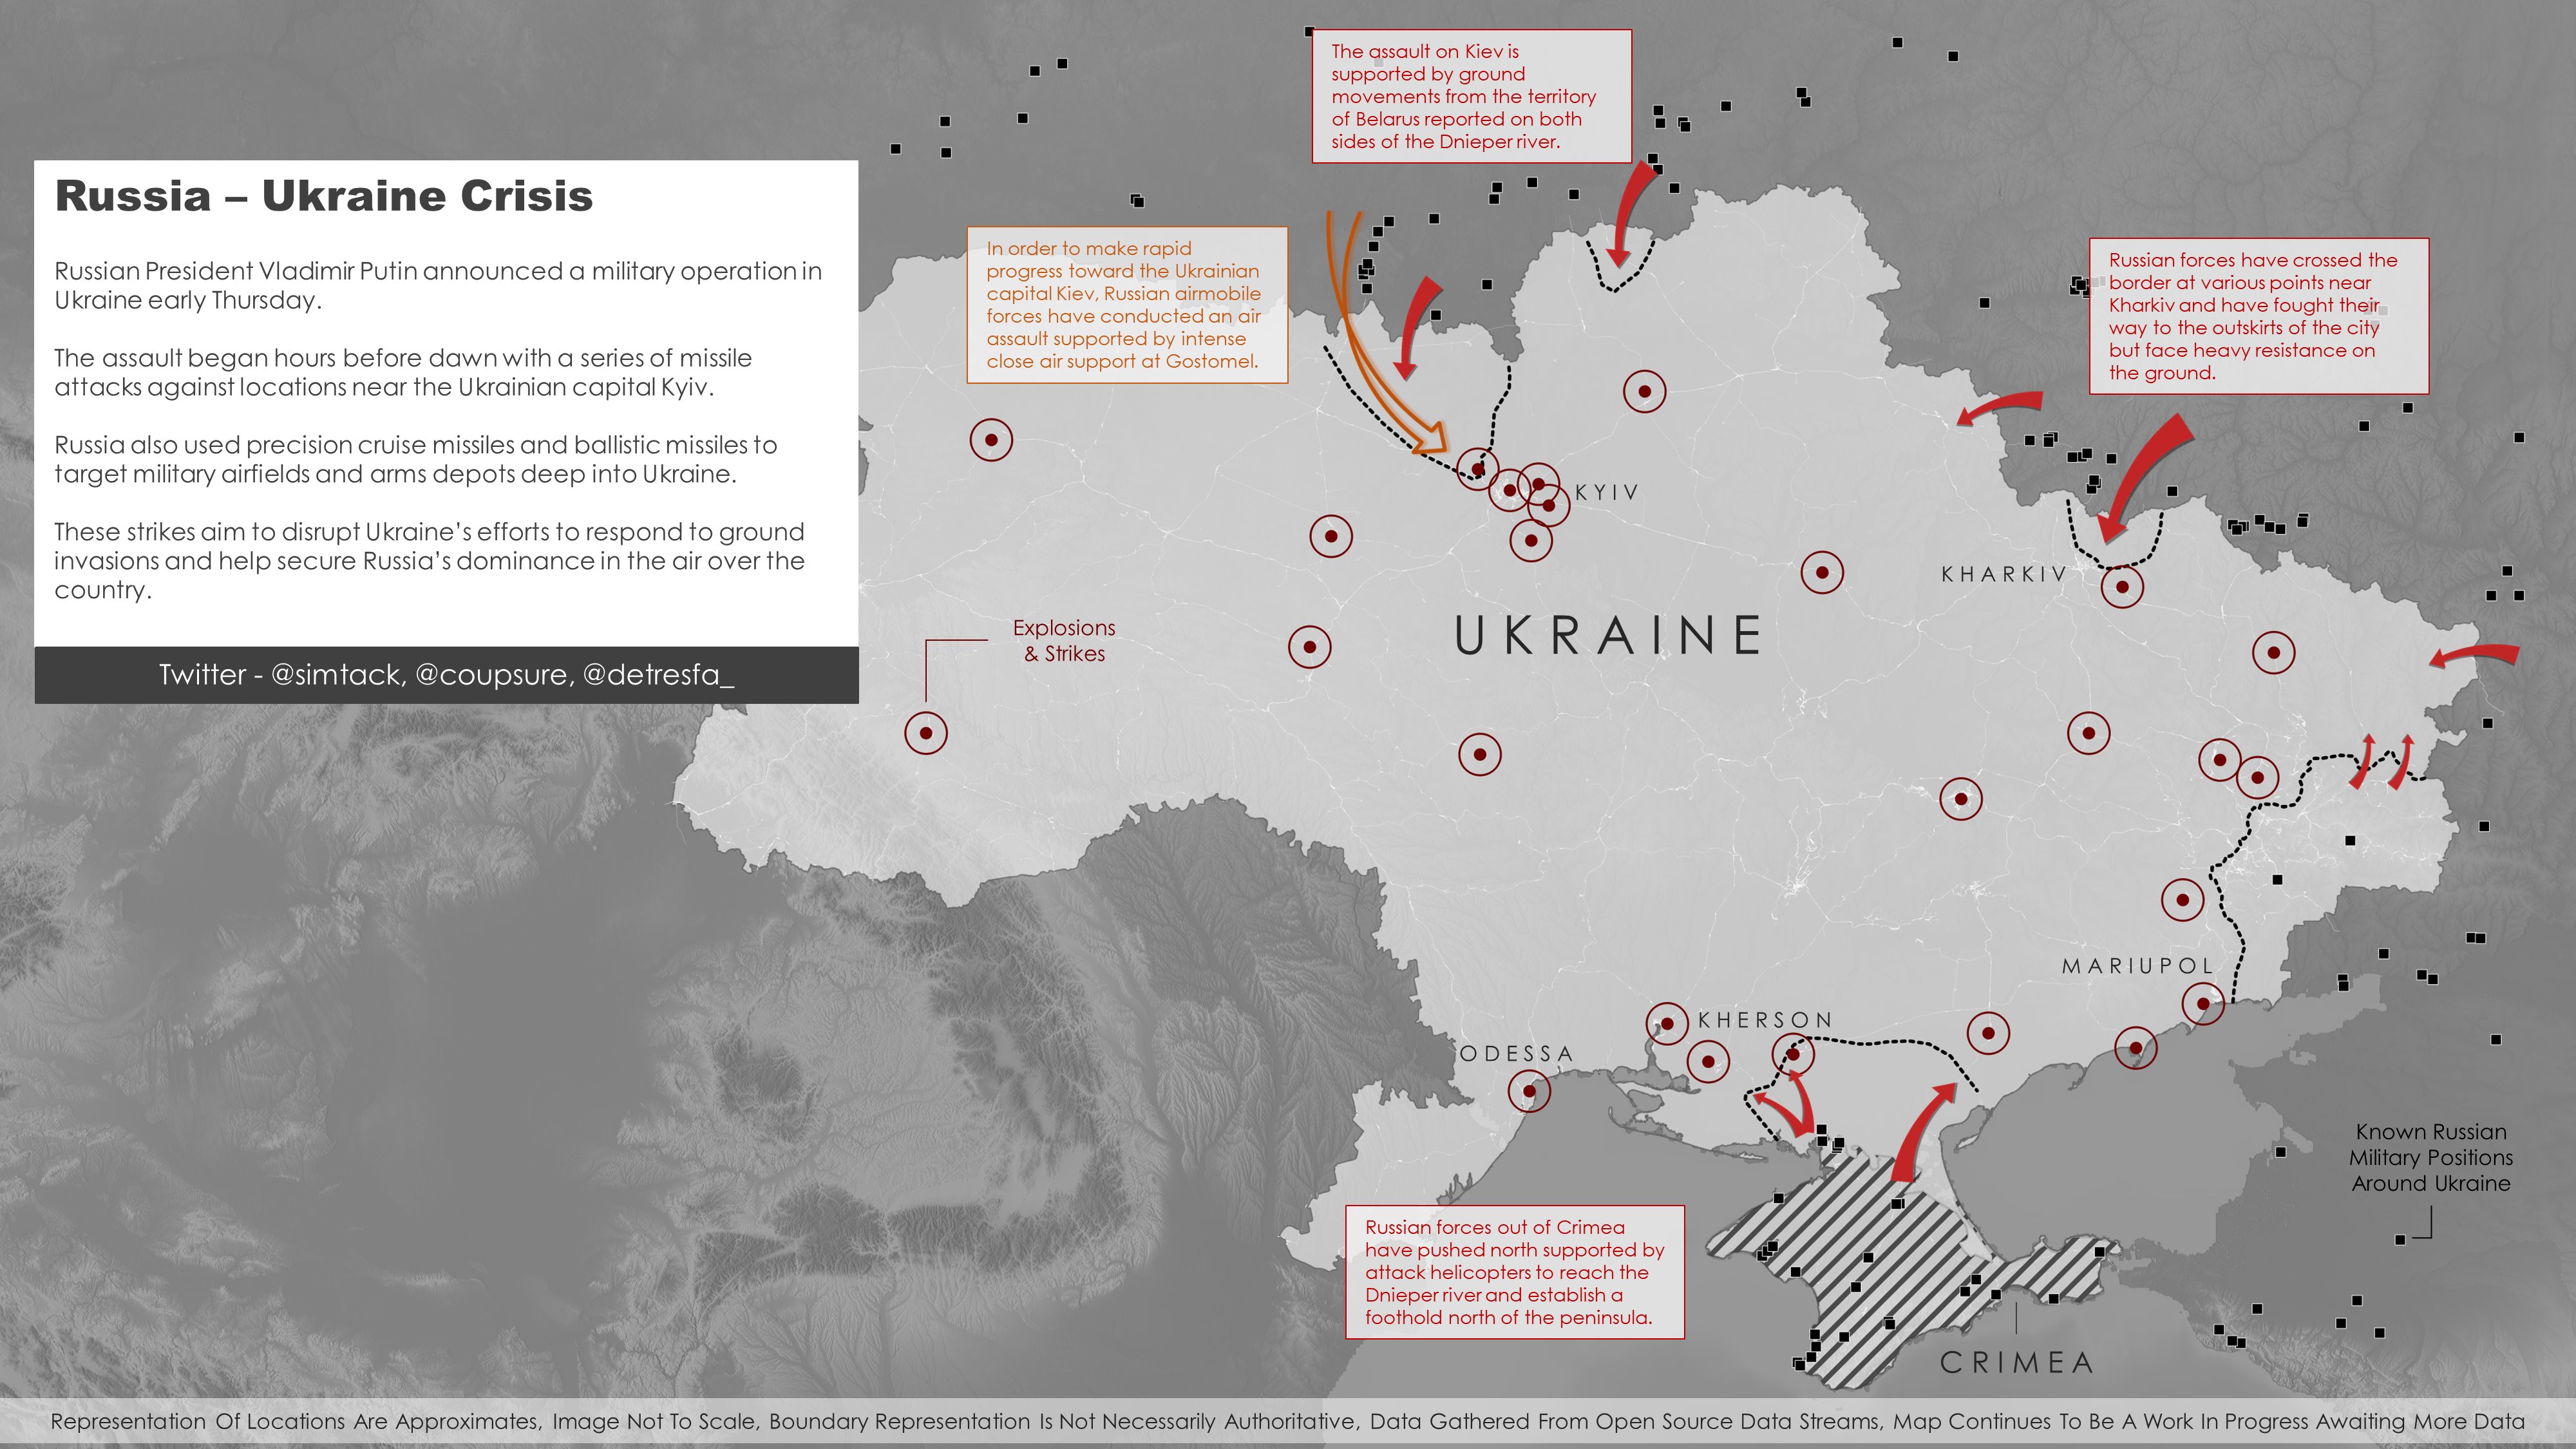 The assault on Kiev is
supported by ground
movements from the territory
of Belarus reported on both
sides of the Dnieper river.
Russia – Ukraine Crisis
Russian President Vladimir Putin announced a military operation in
Ukraine early Thursday.
The assault began hours before dawn with a series of missile
attacks against locations near the Ukrainian capital Kyiv.
Russia also used precision cruise missiles and ballistic missiles to
target military airfields and arms depots deep into Ukraine.
These strikes aim to disrupt Ukraine’s efforts to respond to ground
invasions and help secure Russia’s dominance in the air over the
country.
Twitter - @simtack, @coupsure, @detresfa_
In order to make rapid
progress toward the Ukrainian
capital Kiev, Russian airmobile
forces have conducted an air
assault supported by intense
close air support at Gostomel.
Russian forces have crossed the
border at various points near
Kharkiv and have fought their
way to the outskirts of the city
but face heavy resistance on
the ground.
KYIV
KHARKIV
UKRAINE
Explosions
& Strikes
MARIUPOL
KHERSON
ODESSA
Known Russian
Military Positions
Around Ukraine
Russian forces out of Crimea
have pushed north supported by
attack helicopters to reach the
Dnieper river and establish a
foothold north of the peninsula.
CRIMEA
Representation Of Locations Are Approximates, Image Not To Scale, Boundary Representation Is Not Necessarily Authoritative, Data Gathered From Open Source Data Streams, Map Continues To Be A Work In Progress Awaiting More Data